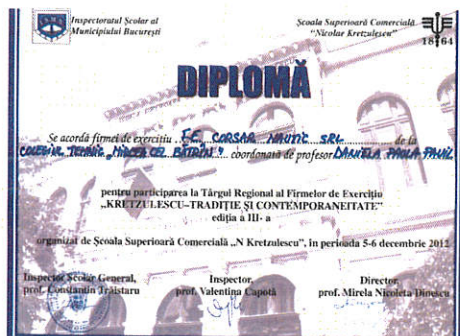 Inspectoratul Școlar al
Municipiului București
Școala Superioară Comercială
"Nicolae Kretzulescu"
1864
DIPLOMĂ
Se acordă firmei de exercițiu .. F.E. CORSAR NAUTIC SRL .......... de la
COLEGIUL TEHNIC „MIRCEA CEL BĂTRÎN" .. coordonată de profesor DANIELA PAULA
pentru participarea la Târgul Regional al Firmelor de Exercițiu
„KRETZULESCU–TRADIȚIE ȘI CONTEMPORANEITATE"
ediția a III- a
organizat de Școala Superioară Comercială „N Kretzulescu", în perioada 5-6 decembrie 2012
Inspector Școlar General,
prof. Constantin Trăistaru
Inspector,
prof. Valentina Capotă
Director,
prof. Mirela Nicoleta Dinescu